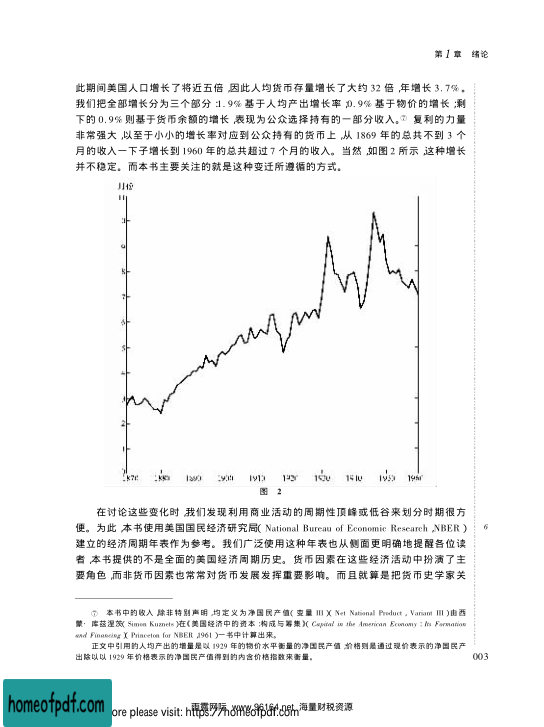 第 1 章　绪论
此期间美国人口增长了将近五倍，因此人均货币存量增长了大约 32 倍，年增长 3.7%。
我们把全部增长分为三个部分：1.9%基于人均产出增长率；0.9%基于物价的增长；剩
下的 0.9%则基于货币余额的增长，表现为公众选择持有的一部分收入。⑦ 复利的力量
非常强大，以至于小小的增长率对应到公众持有的货币上，从 1869 年的总共不到 3 个
月的收入一下子增长到 1960 年的总共超过 7 个月的收入。当然，如图 2 所示，这种增长
并不稳定。而本书主要关注的就是这种变迁所遵循的方式。
月份
11
9
8
7
6
5
4
3
2
1
0
1870 1880 1890 1900 1910 1920 1930 1940 1950 1960
图 2
在讨论这些变化时，我们发现利用商业活动的周期性顶峰或低谷来划分时期很方
便。为此，本书使用美国国民经济研究局（National Bureau of Economic Research，NBER）
6
建立的经济周期年表作为参考。我们广泛使用这种年表也从侧面更明确地提醒各位读
者，本书提供的不是全面的美国经济周期历史。货币因素在这些经济活动中扮演了主
要角色，而非货币因素也常常对货币发展发挥重要影响。而且就算是把货币史学家关
⑦ 本书中的收入，除非特别声明，均定义为净国民产值（变量 III）（Net National Product，Variant III）由西
蒙·库兹涅茨（Simon Kuznets）在《美国经济中的资本：构成与筹集》（Capital in the American Economy：Its Formation
and Financing）（Princeton for NBER，1961）一书中计算出来。
正文中引用的人均产出的增量是以 1929 年的物价水平衡量的净国民产值；价格则是通过现价表示的净国民产
出除以以 1929 年价格表示的净国民产值得到的内含价格指数来衡量。
003
homeofpdf.com
雨露网际 www.96164.net 海量财税资源
ore please visit: https://homeofpdf.com